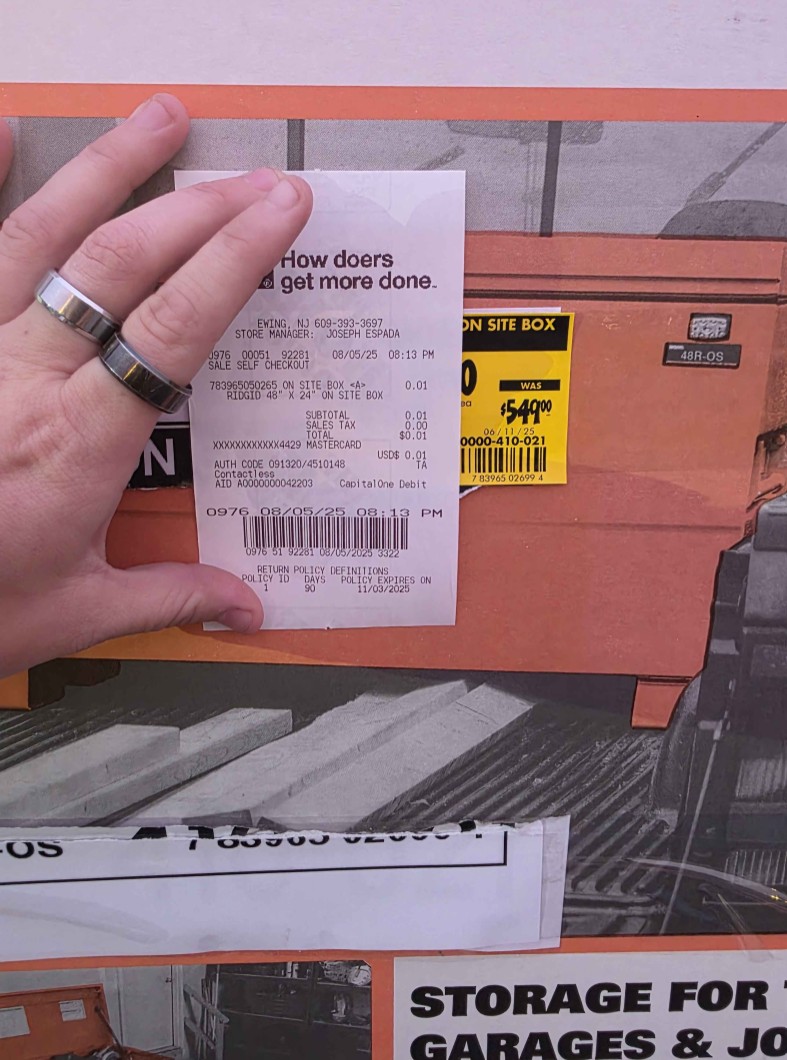 How doers
get more done.
EWING, NJ 609-393-3697
STORE MANAGER: JOSEPH ESPADA
0976 00051 92281 08/05/25 08:13 PM
SALE SELF CHECKOUT
783965050265 ON SITE BOX <A> 0.01
RIDGID 48" X 24" ON SITE BOX
SUBTOTAL 0.01
SALES TAX 0.00
TOTAL $0.01
XXXXXXXXXXXX4429 MASTERCARD
USD$ 0.01
AUTH CODE 091320/4510148 TA
Contactless
AID A0000000042203 CapitalOne Debit
0976 08/05/25 08:13 PM
0976 51 92281 08/05/2025 3322
RETURN POLICY DEFINITIONS
POLICY ID DAYS POLICY EXPIRES ON
1 90 11/03/2025
ON SITE BOX
0
ea
WAS
$54900
06/11/25
0000-410-021
7 83965 02699 4
48R-OS
N
-OS
STORAGE FOR
GARAGES & JO